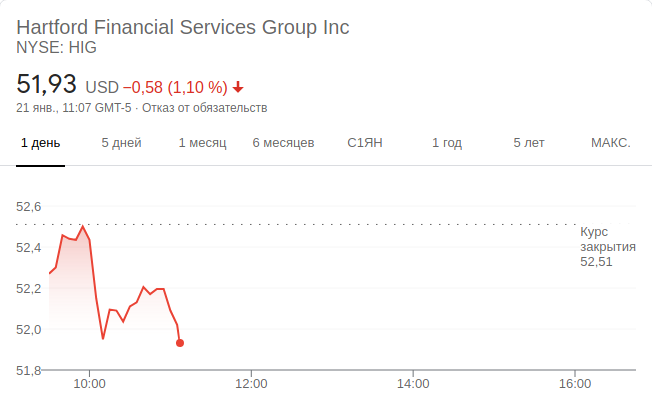 Hartford Financial Services Group Inc
NYSE: HIG
51,93 USD −0,58 (1,10 %)
21 янв., 11:07 GMT-5 · Отказ от обязательств
1 день 5 дней 1 месяц 6 месяцев С1ЯН 1 год 5 лет МАКС.
52,6
Курс
закрытия
52,51
52,4
52,2
52,0
51,8
10:00 12:00 14:00 16:00